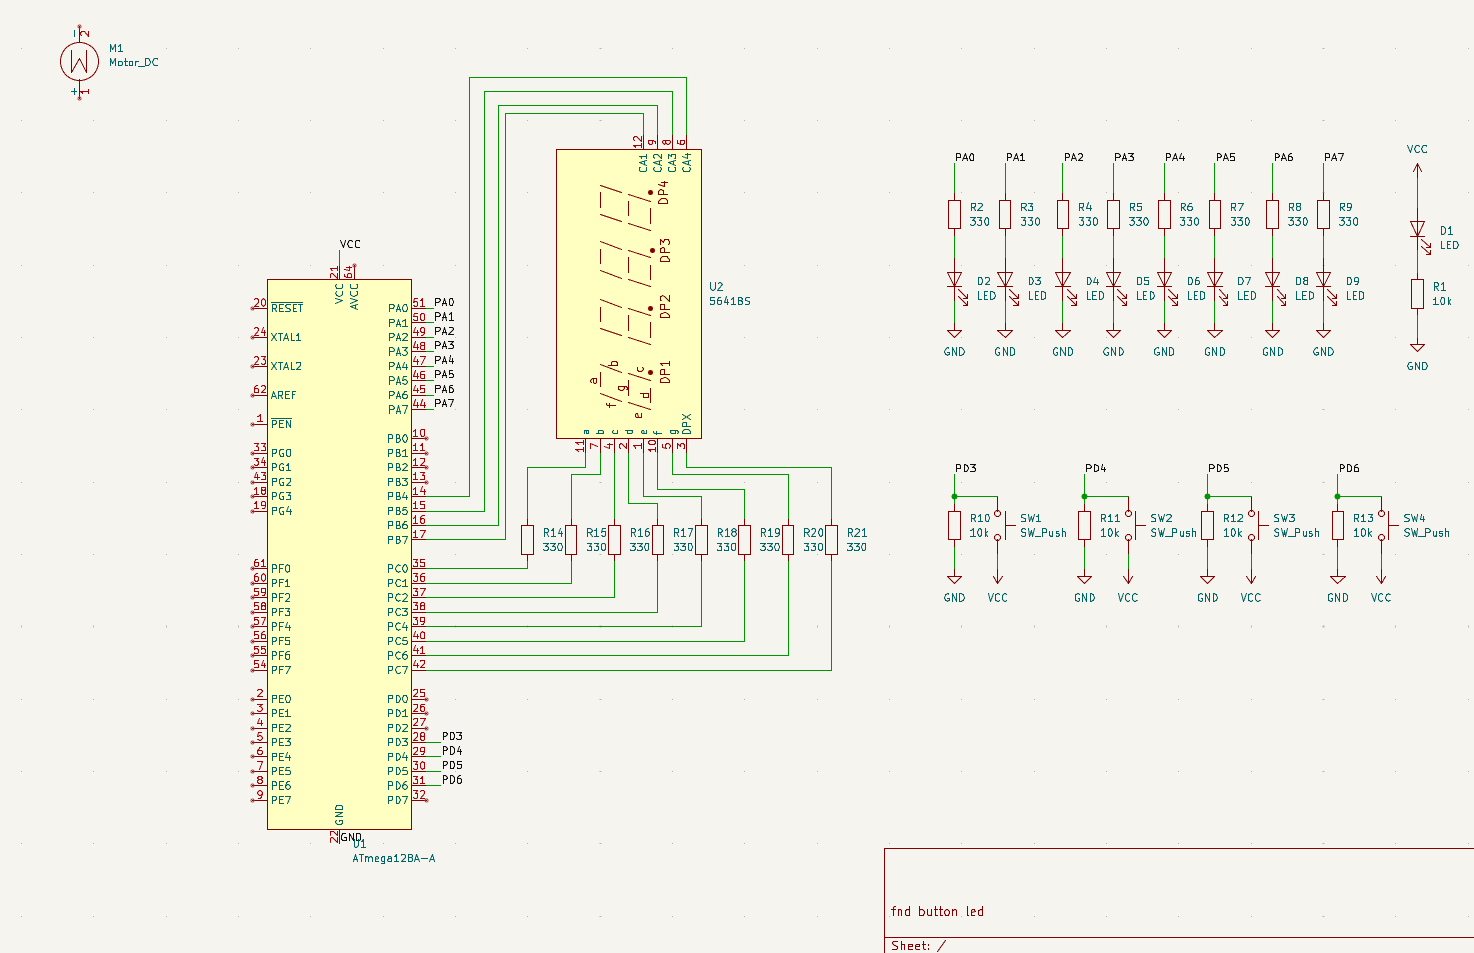 M1
Motor_DC
- 2
+ 1
12 9 8 6
CA1 CA2 CA3 CA4
DP4
DP3
DP2
DP1
U2
5641BS
a b c d e f g
a b c d e f g DPX
11 7 4 2 1 10 5 3
VCC
21 64
VCC AVCC
20 RESET
24 XTAL1
23 XTAL2
62 AREF
1 PEN
33 PG0
34 PG1
43 PG2
18 PG3
19 PG4
61 PF0
60 PF1
59 PF2
58 PF3
57 PF4
56 PF5
55 PF6
54 PF7
2 PE0
3 PE1
4 PE2
5 PE3
6 PE4
7 PE5
8 PE6
9 PE7
PA0 51 PA0
PA1 50 PA1
PA2 49 PA2
PA3 48 PA3
PA4 47 PA4
PA5 46 PA5
PA6 45 PA6
PA7 44 PA7
PB0 10
PB1 11
PB2 12
PB3 13
PB4 14
PB5 15
PB6 16
PB7 17
PC0 35
PC1 36
PC2 37
PC3 38
PC4 39
PC5 40
PC6 41
PC7 42
PD0 25
PD1 26
PD2 27
PD3 28 PD3
PD4 29 PD4
PD5 30 PD5
PD6 31 PD6
PD7 32
GND
22 GND
U1
ATmega128A-A
R14 R15 R16 R17 R18 R19 R20 R21
330 330 330 330 330 330 330 330
PA0 PA1 PA2 PA3 PA4 PA5 PA6 PA7
R2 R3 R4 R5 R6 R7 R8 R9
330 330 330 330 330 330 330 330
D2 D3 D4 D5 D6 D7 D8 D9
LED LED LED LED LED LED LED LED
GND GND GND GND GND GND GND GND
VCC
D1
LED
R1
10k
GND
PD3 PD4 PD5 PD6
R10 SW1 R11 SW2 R12 SW3 R13 SW4
10k SW_Push 10k SW_Push 10k SW_Push 10k SW_Push
GND VCC GND VCC GND VCC GND VCC
fnd button led
Sheet: /